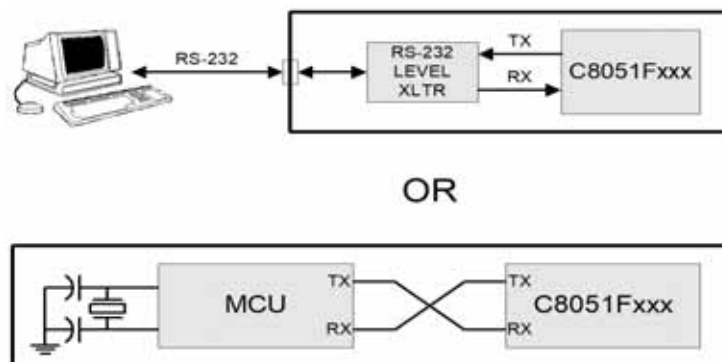 RS-232
RS-232
LEVEL
XLTR
TX
RX
C8051Fxxx
OR
MCU
TX
RX
TX
RX
C8051Fxxx